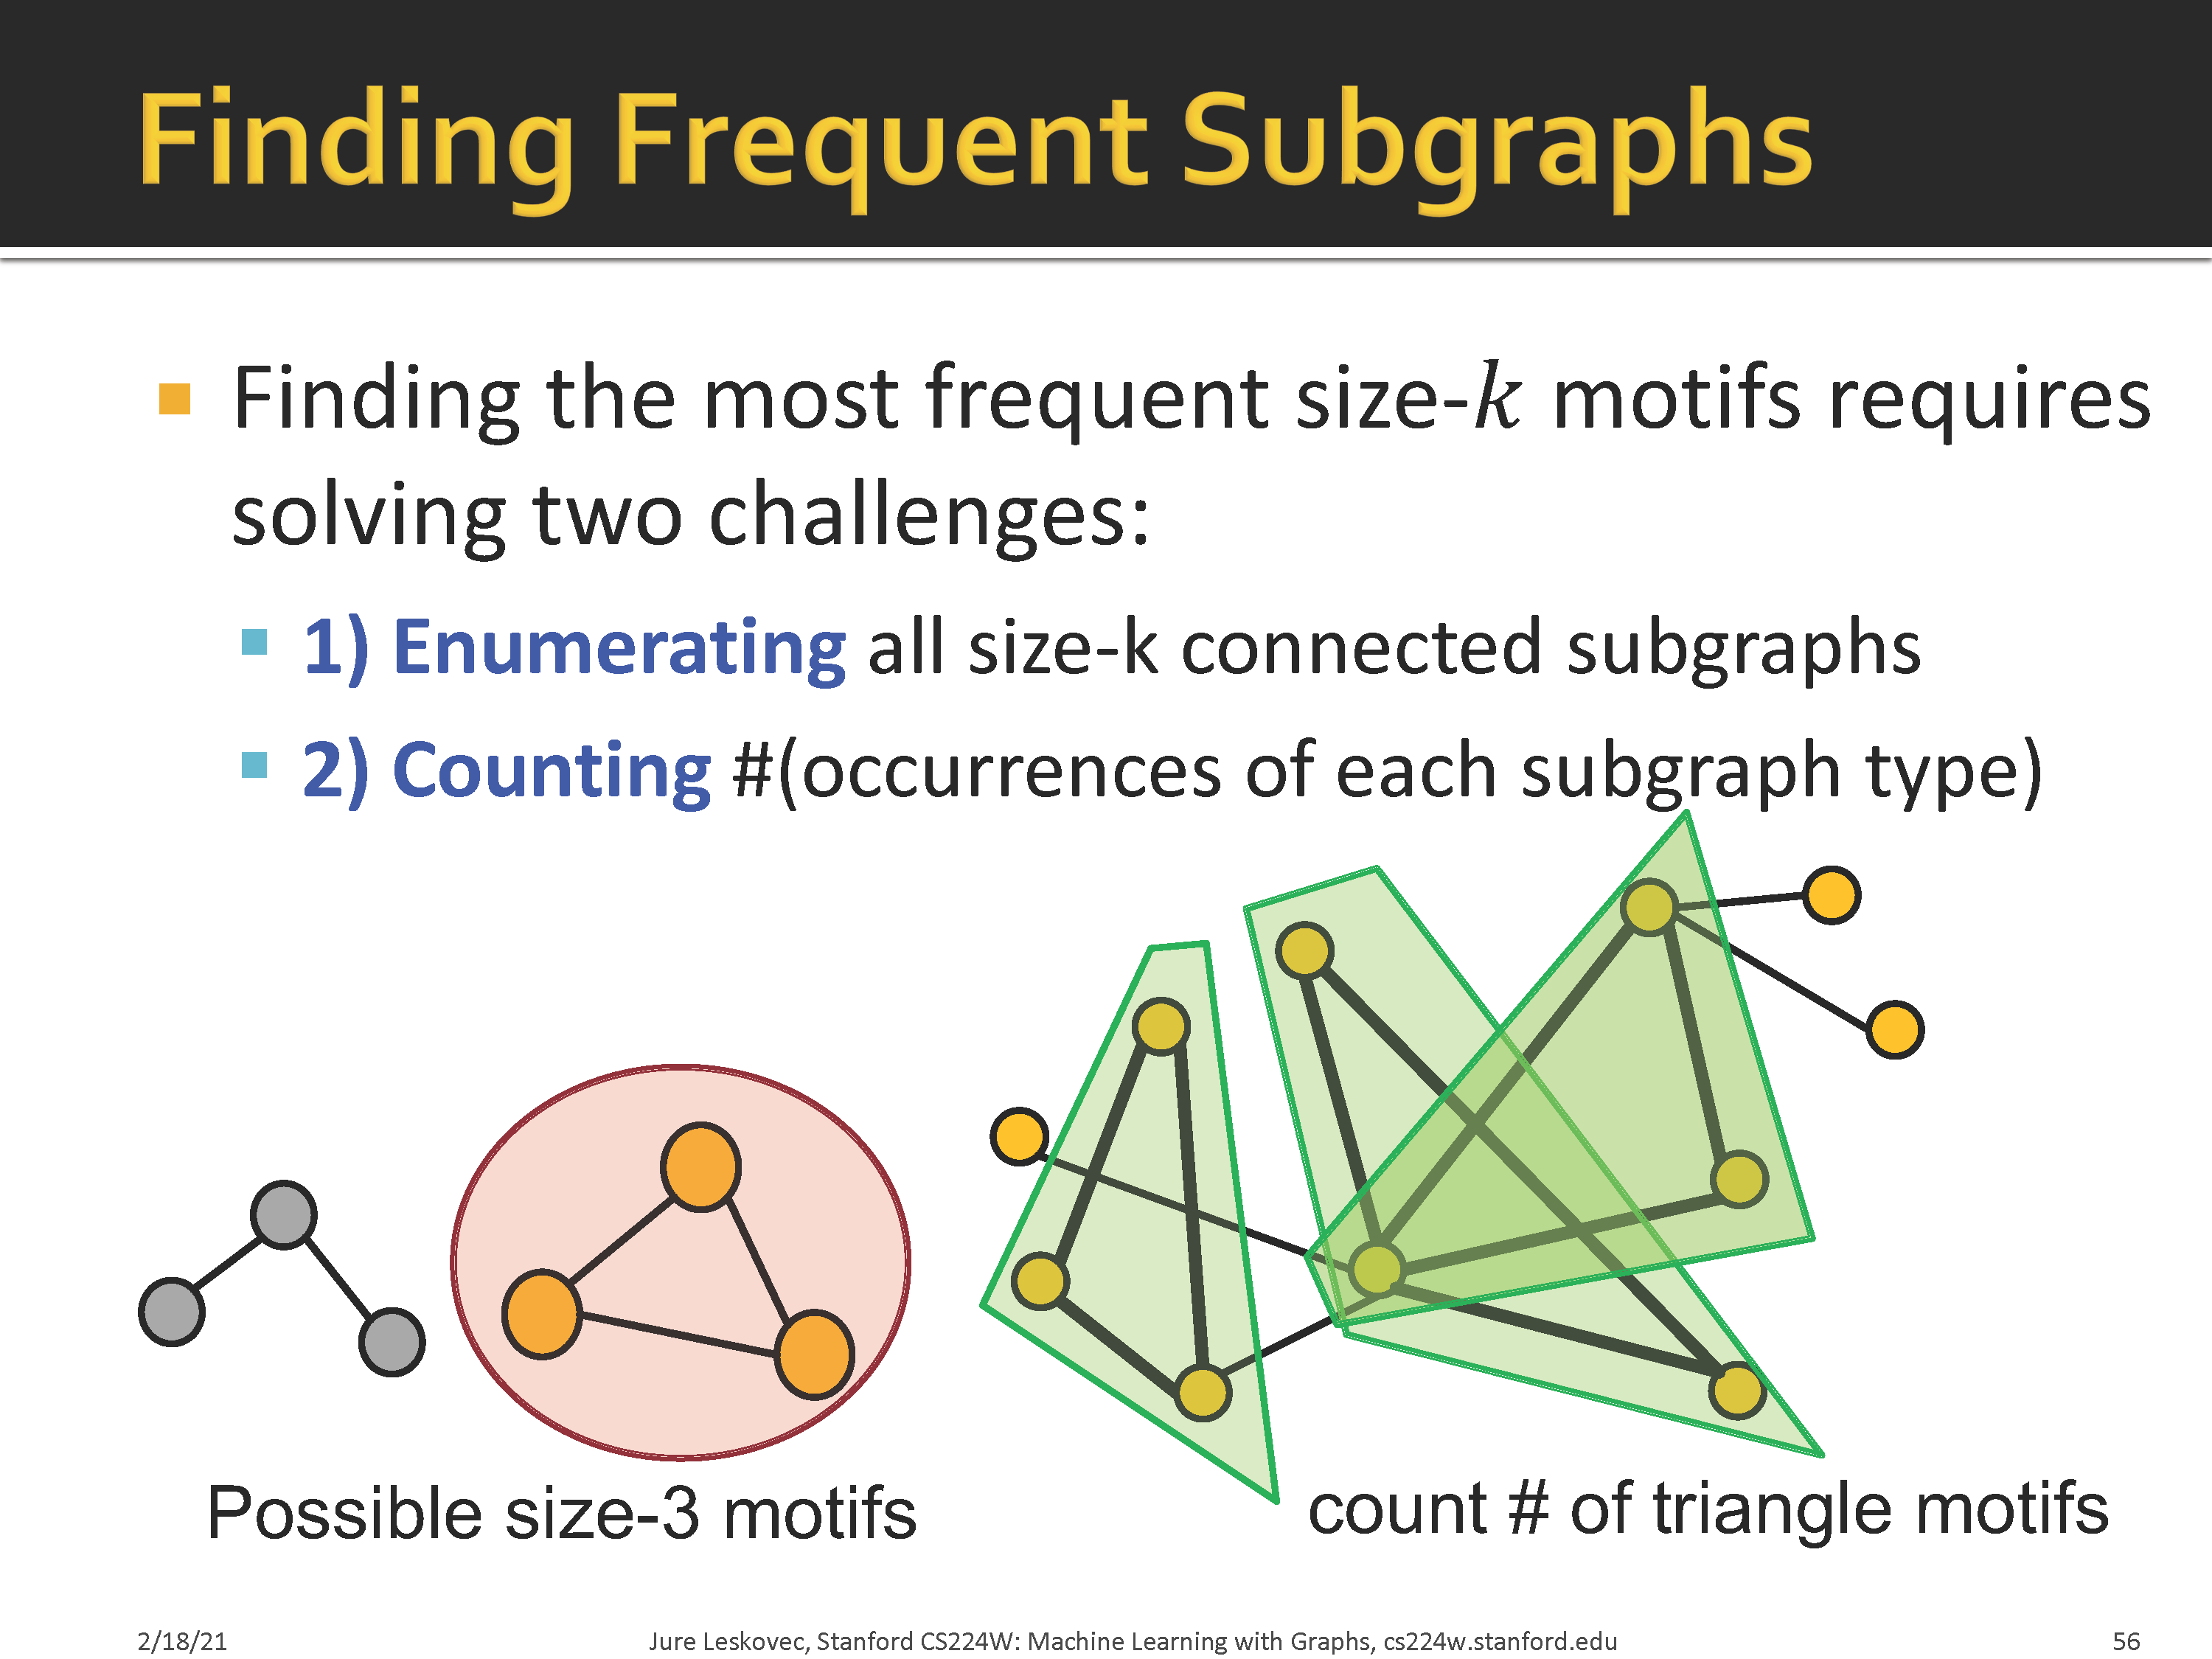 Finding Frequent Subgraphs
Finding the most frequent size-k motifs requires
solving two challenges:
1) Enumerating all size-k connected subgraphs
2) Counting #(occurrences of each subgraph type)
Possible size-3 motifs
count # of triangle motifs
2/18/21
Jure Leskovec, Stanford CS224W: Machine Learning with Graphs, cs224w.stanford.edu
56